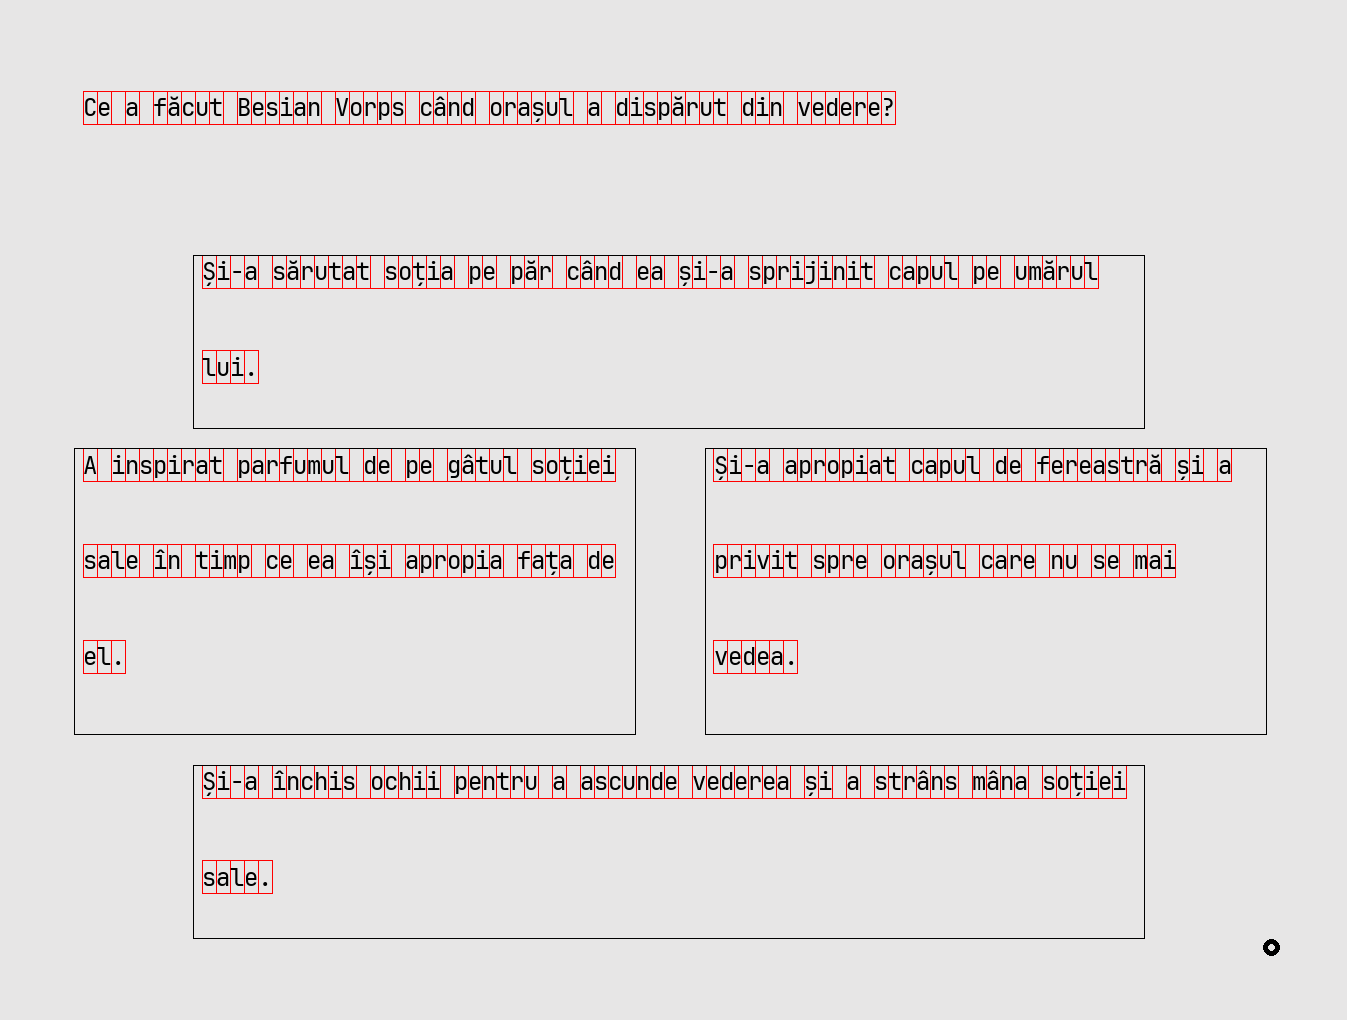 Ce a făcut Besian Vorps când orașul a dispărut din vedere?
Și-a sărutat soția pe păr când ea și-a sprijinit capul pe umărul
lui.
A inspirat parfumul de pe gâtul soției
sale în timp ce ea își apropia fața de
el.
Și-a apropiat capul de fereastră și a
privit spre orașul care nu se mai
vedea.
Și-a închis ochii pentru a ascunde vederea și a strâns mâna soției
sale.